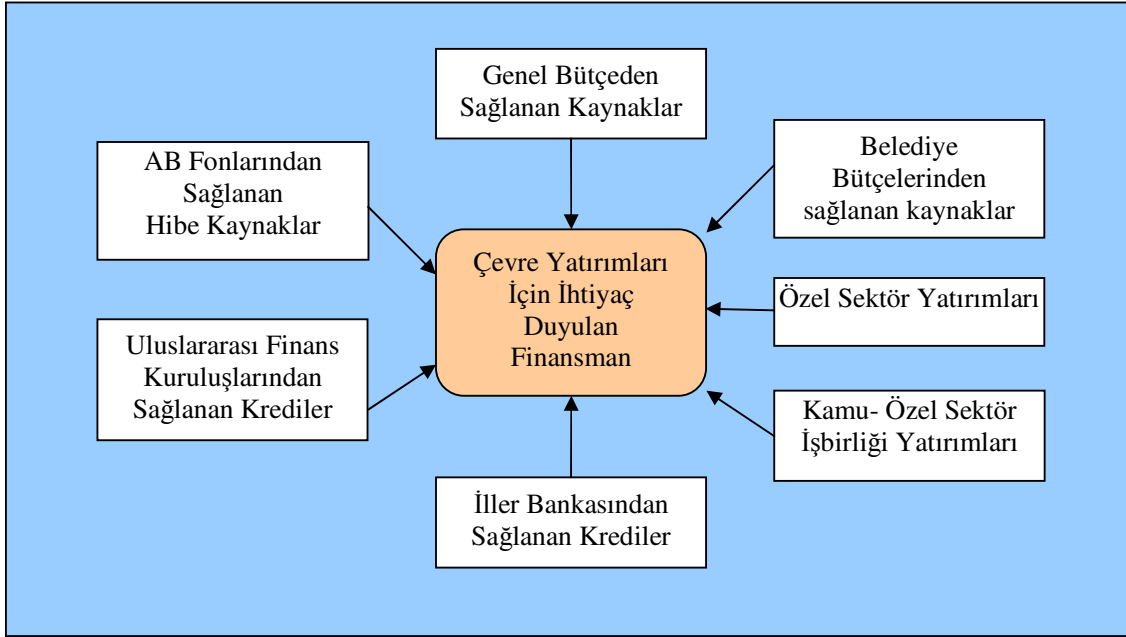 Genel Bütçeden
Sağlanan Kaynaklar
AB Fonlarından
Sağlanan
Hibe Kaynaklar
Belediye
Bütçelerinden
sağlanan kaynaklar
Çevre Yatırımları
İçin İhtiyaç
Duyulan
Finansman
Özel Sektör Yatırımları
Uluslararası Finans
Kuruluşlarından
Sağlanan Krediler
Kamu- Özel Sektör
İşbirliği Yatırımları
İller Bankasından
Sağlanan Krediler